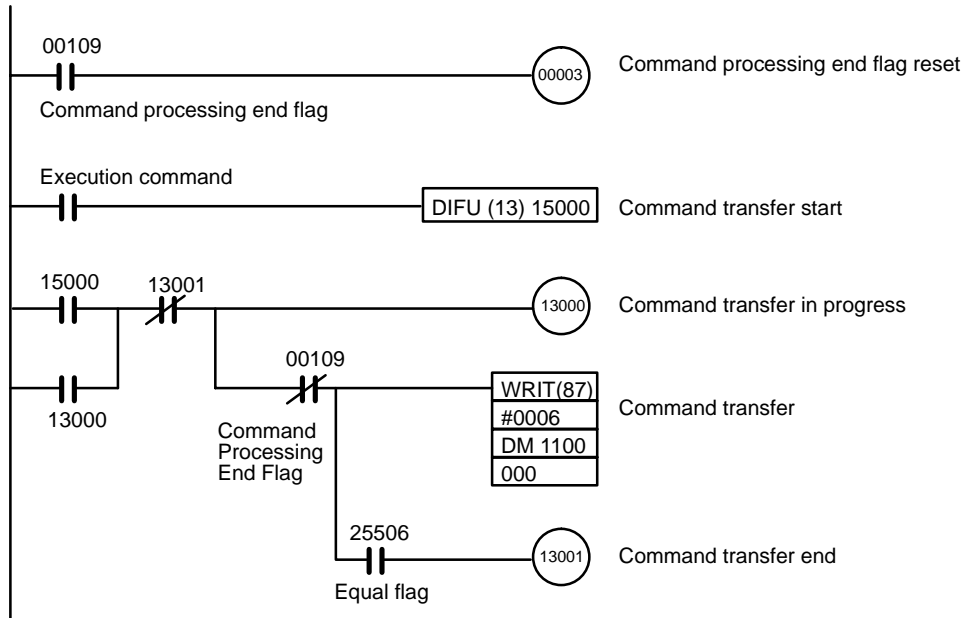 00109
00003
Command processing end flag reset
Command processing end flag
Execution command
DIFU (13) 15000
Command transfer start
15000
13001
13000
Command transfer in progress
13000
00109
Command
Processing
End Flag
WRIT(87)
#0006
DM 1100
000
Command transfer
25506
Equal flag
13001
Command transfer end